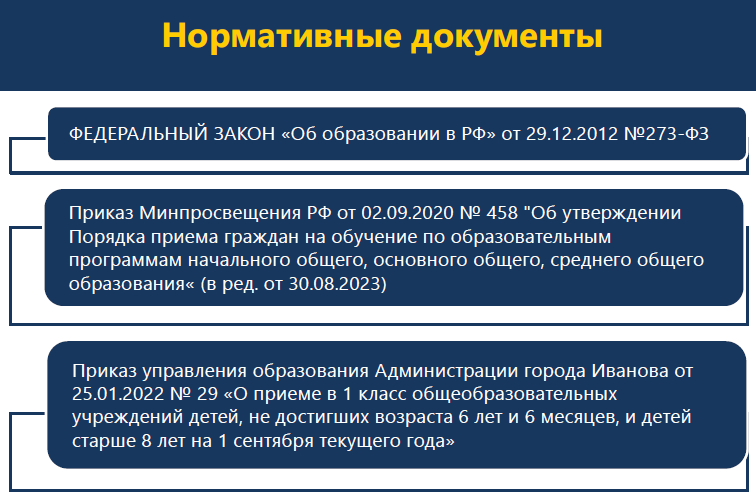 Нормативные документы
ФЕДЕРАЛЬНЫЙ ЗАКОН «Об образовании в РФ» от 29.12.2012 №273-ФЗ
Приказ Минпросвещения РФ от 02.09.2020 № 458 "Об утверждении
Порядка приема граждан на обучение по образовательным
программам начального общего, основного общего, среднего общего
образования« (в ред. от 30.08.2023)
Приказ управления образования Администрации города Иванова от
25.01.2022 № 29 «О приеме в 1 класс общеобразовательных
учреждений детей, не достигших возраста 6 лет и 6 месяцев, и детей
старше 8 лет на 1 сентября текущего года»